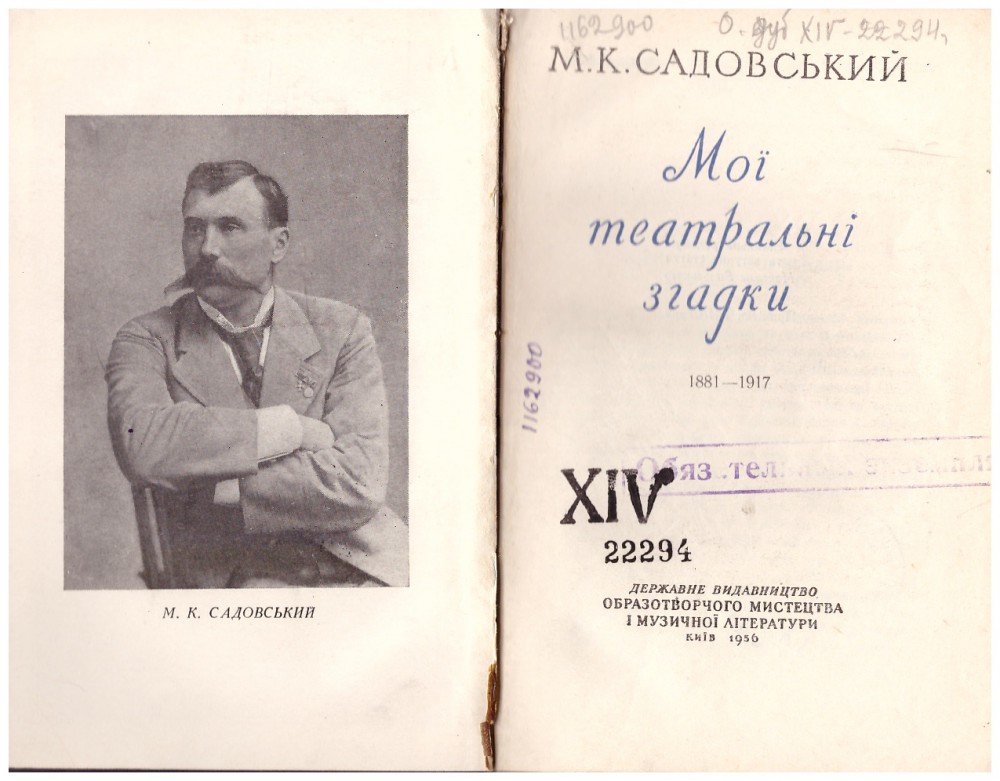 М. К. САДОВСЬКИЙ
1162900 О. дуб XIV-22294
М.К.САДОВСЬКИЙ
Мої
театральні
згадки
1881—1917
1162900
XIV
22294
ДЕРЖАВНЕ ВИДАВНИЦТВО
ОБРАЗОТВОРЧОГО МИСТЕЦТВА
І МУЗИЧНОЇ ЛІТЕРАТУРИ
КИЇВ 1956